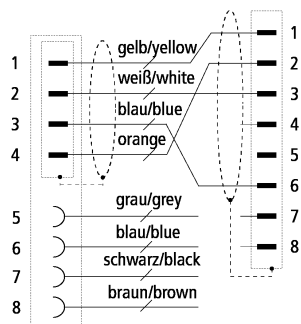 gelb/yellow
1
1
weiß/white
2
2
blau/blue
3
3
orange
4
4
5
6
grau/grey
5
7
blau/blue
6
8
schwarz/black
7
braun/brown
8